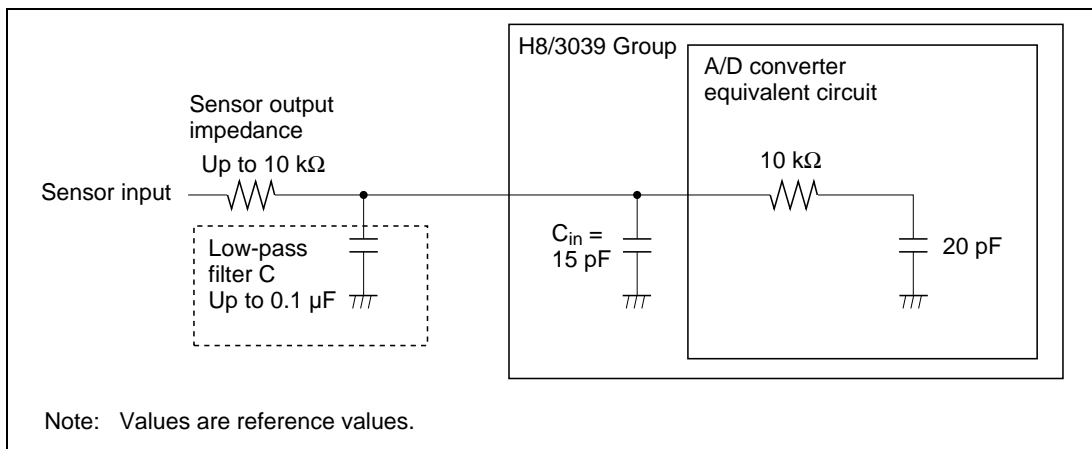 H8/3039 Group
A/D converter
equivalent circuit
Sensor output
impedance
Up to 10 kΩ
10 kΩ
Sensor input
Low-pass
filter C
Up to 0.1 µF
Cin =
15 pF
20 pF
Note: Values are reference values.